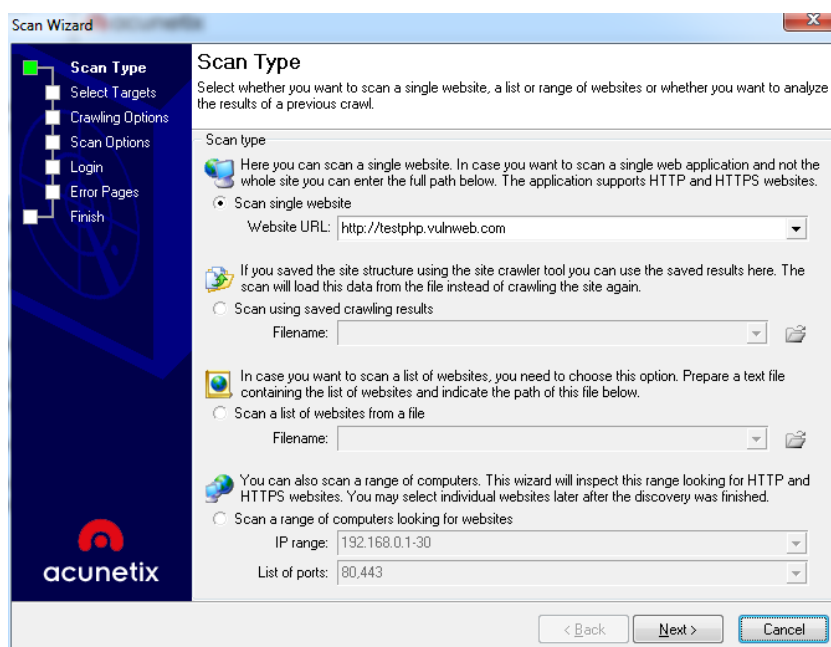 Scan Wizard
Scan Type
Select Targets
Crawling Options
Scan Options
Login
Error Pages
Finish
acunetix
Scan Type
Select whether you want to scan a single website, a list or range of websites or whether you want to analyze
the results of a previous crawl.
Scan type
Here you can scan a single website. In case you want to scan a single web application and not the
whole site you can enter the full path below. The application supports HTTP and HTTPS websites.
Scan single website
Website URL: http://testphp.vulnweb.com
If you saved the site structure using the site crawler tool you can use the saved results here. The
scan will load this data from the file instead of crawling the site again.
Scan using saved crawling results
Filename:
In case you want to scan a list of websites, you need to choose this option. Prepare a text file
containing the list of websites and indicate the path of this file below.
Scan a list of websites from a file
Filename:
You can also scan a range of computers. This wizard will inspect this range looking for HTTP and
HTTPS websites. You may select individual websites later after the discovery was finished.
Scan a range of computers looking for websites
IP range: 192.168.0.1-30
List of ports: 80,443
< Back Next > Cancel